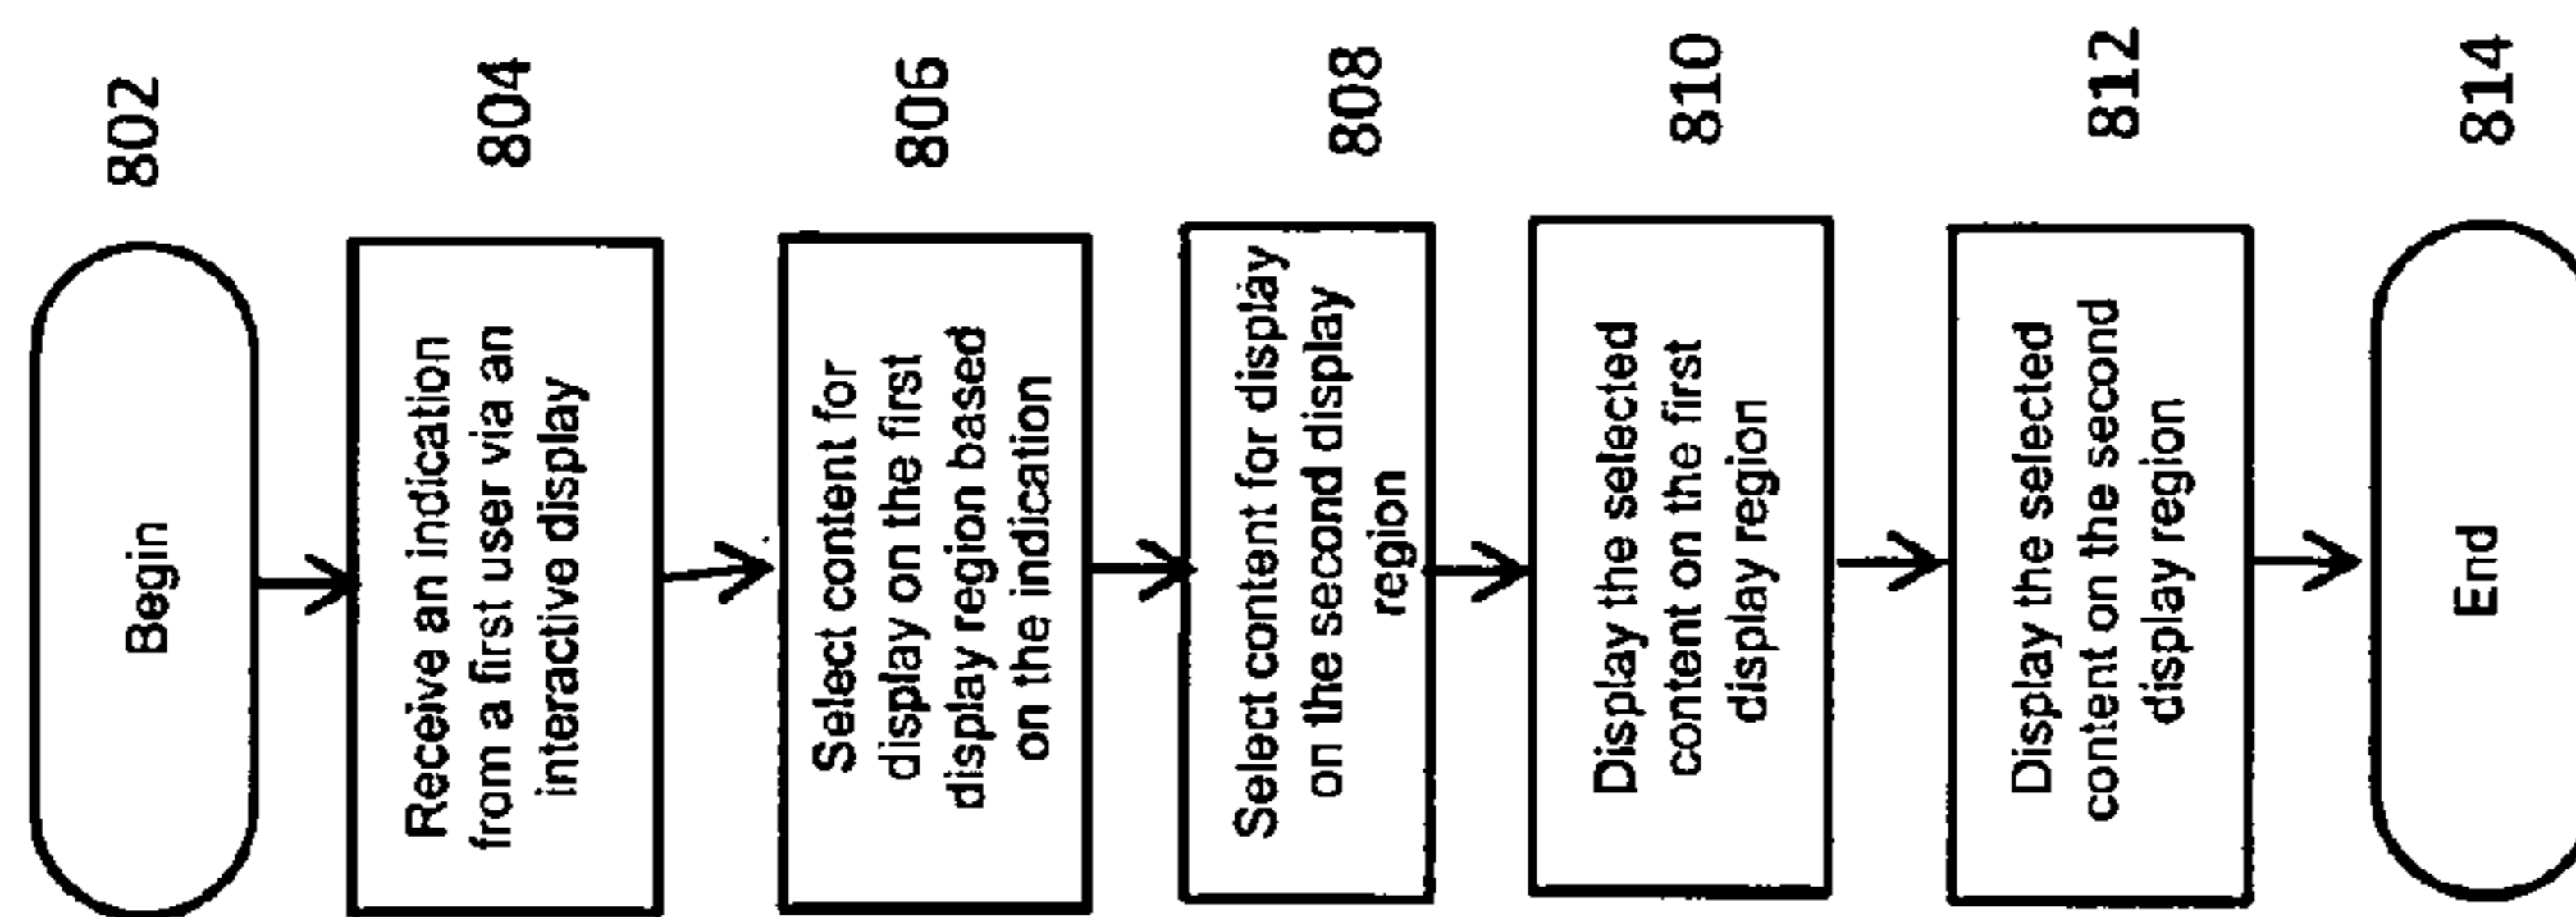 Begin
802
Receive an indication
from a first user via an
interactive display
804
Select content for
display on the first
display region based
on the indication
806
Select content for display
on the second display
region
808
Display the selected
content on the first
display region
810
Display the selected
content on the second
display region
812
End
814